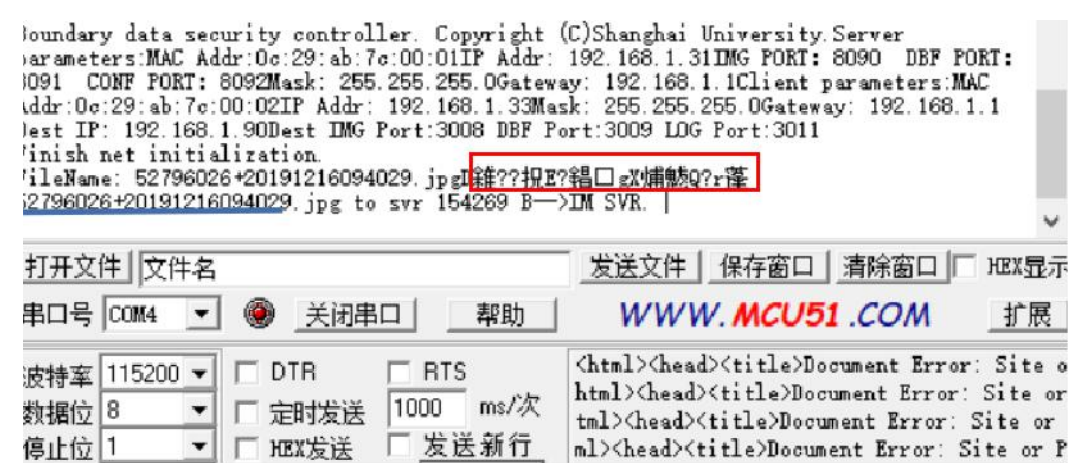 Boundary data security controller. Copyright (C)Shanghai University.Server
parameters:MAC Addr:0c:29:ab:7c:00:01IP Addr: 192.168.1.31IMG PORT: 8090 DBF PORT:
8091 CONF PORT: 8092Mask: 255.255.255.0Gateway: 192.168.1.1Client parameters:MAC
Addr:0c:29:ab:7c:00:02IP Addr: 192.168.1.33Mask: 255.255.255.0Gateway: 192.168.1.1
Dest IP: 192.168.1.90Dest IMG Port:3008 DBF Port:3009 LOG Port:3011
Finish net initialization.
FileName: 52796026+20191216094029.jpg
52796026+20191216094029.jpg to svr 154269 B-->IM SVR.
打开文件 文件名 发送文件 保存窗口 清除窗口 HEX显示
串口号 COM4 关闭串口 帮助 WWW.MCU51.COM 扩展
波特率 115200 DTR RTS <html><head><title>Document Error: Site o
数据位 8 定时发送 1000 ms/次 html><head><title>Document Error: Site or
停止位 1 HEX发送 发送新行 tml><head><title>Document Error: Site or
ml><head><title>Document Error: Site or P